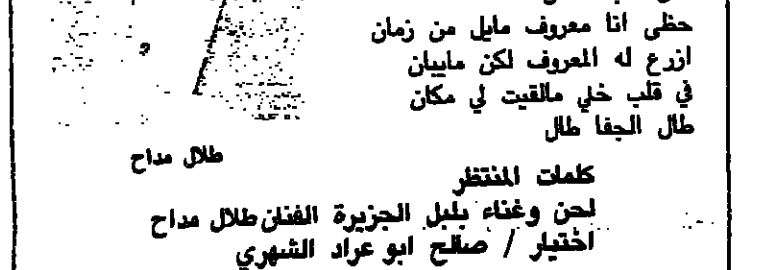 حظى انا معروف مايل من زمان
ازرع له المعروف لكن مابيان
في قلب خلي مالقيت لي مكان
طال الجفا طال
طلال مداح
كلمات المنتظر
لحن وغناء بلبل الجزيرة الفنان طلال مداح
اختيار / صالح ابو عراد الشهري